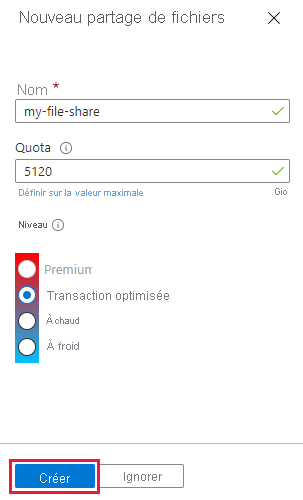 Nouveau partage de fichiers
Nom *
my-file-share
Quota
5120
Définir sur la valeur maximale
Gio
Niveau
Premium
Transaction optimisée
À chaud
À froid
Créer
Ignorer